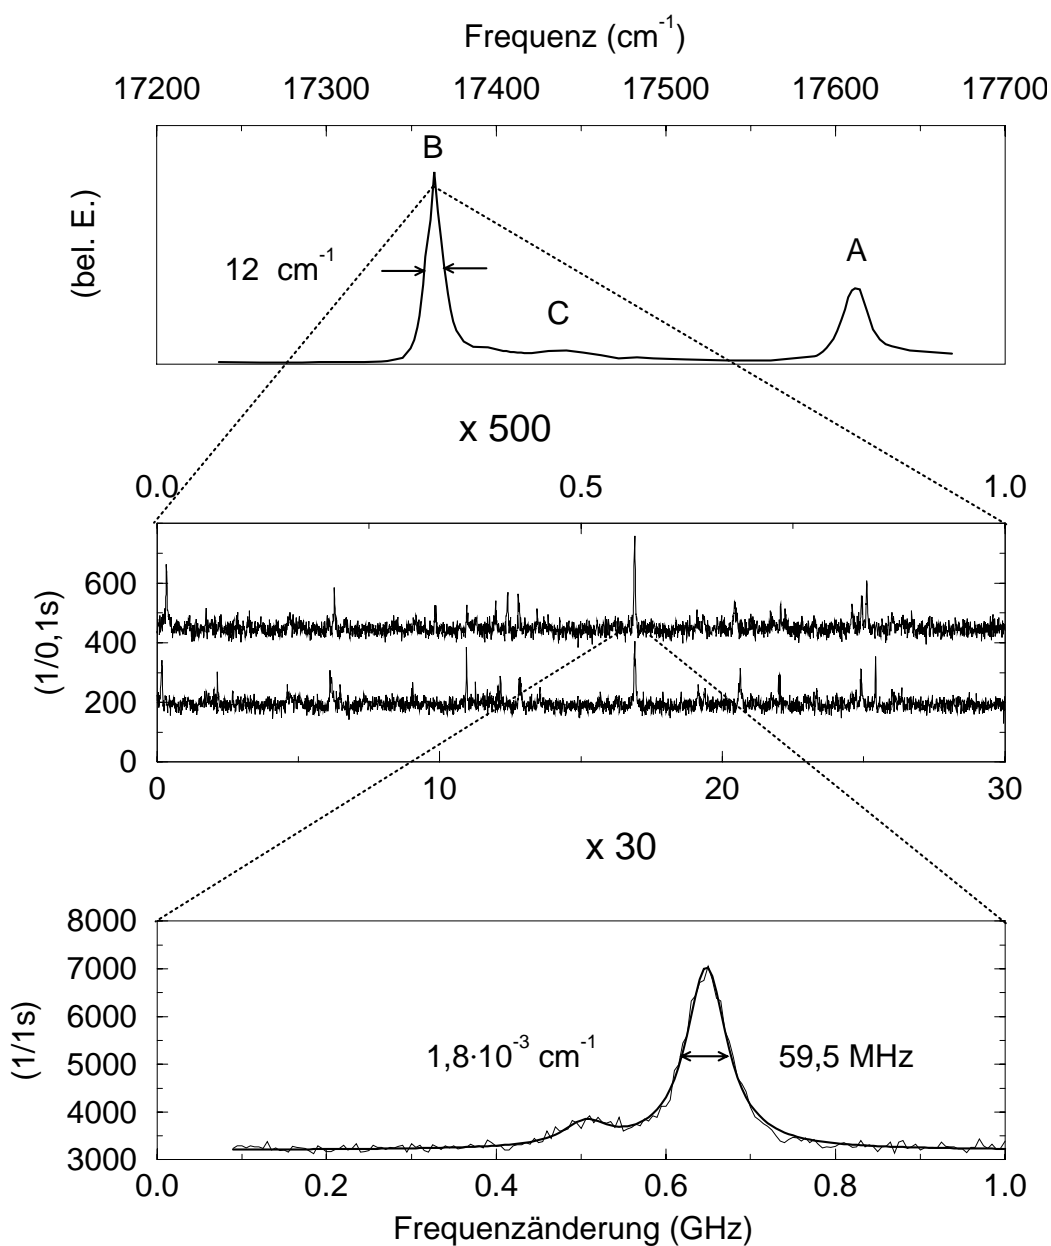 Frequenz (cm⁻¹)
17200 17300 17400 17500 17600 17700
B
(bel. E.)
12 cm⁻¹
A
C
x 500
0.0 0.5 1.0
600
400
200
0
(1/0,1s)
0 10 20 30
x 30
8000
7000
6000
5000
4000
3000
(1/1s)
1,8·10⁻³ cm⁻¹ 59,5 MHz
0.0 0.2 0.4 0.6 0.8 1.0
Frequenzänderung (GHz)